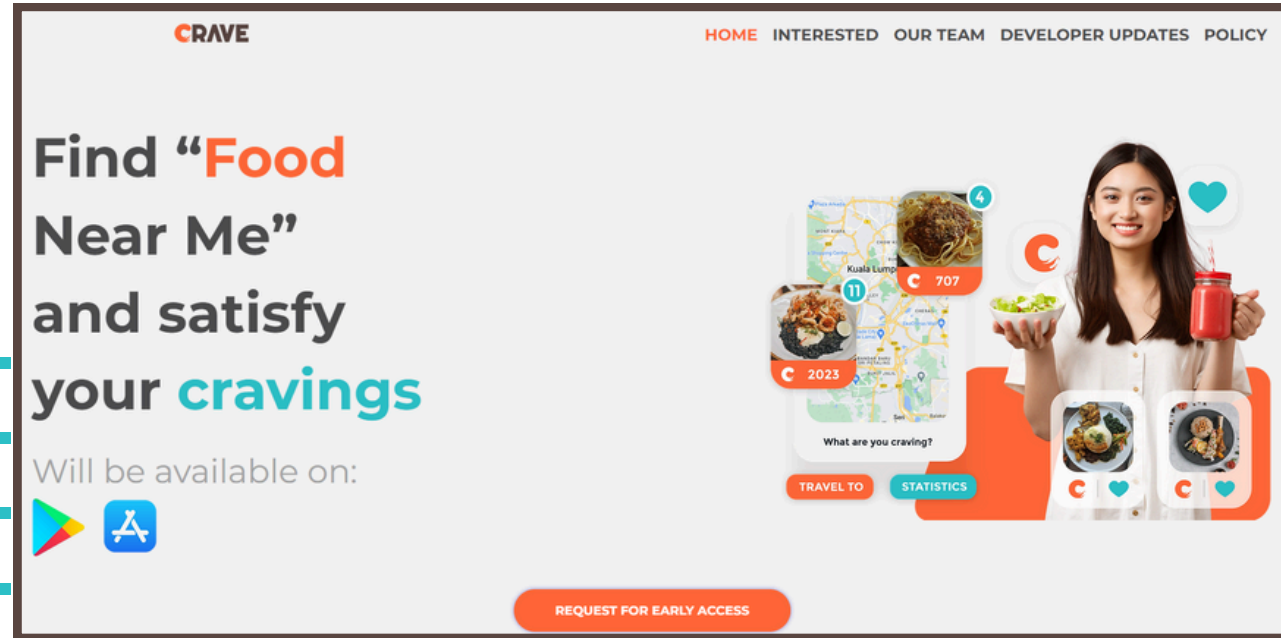 CRAVE
HOME INTERESTED OUR TEAM DEVELOPER UPDATES POLICY
Find “Food
Near Me”
and satisfy
your cravings
Will be available on:
4
Kuala Lump
C 707
11
C 2023
What are you craving?
TRAVEL TO
STATISTICS
C
C
C
REQUEST FOR EARLY ACCESS